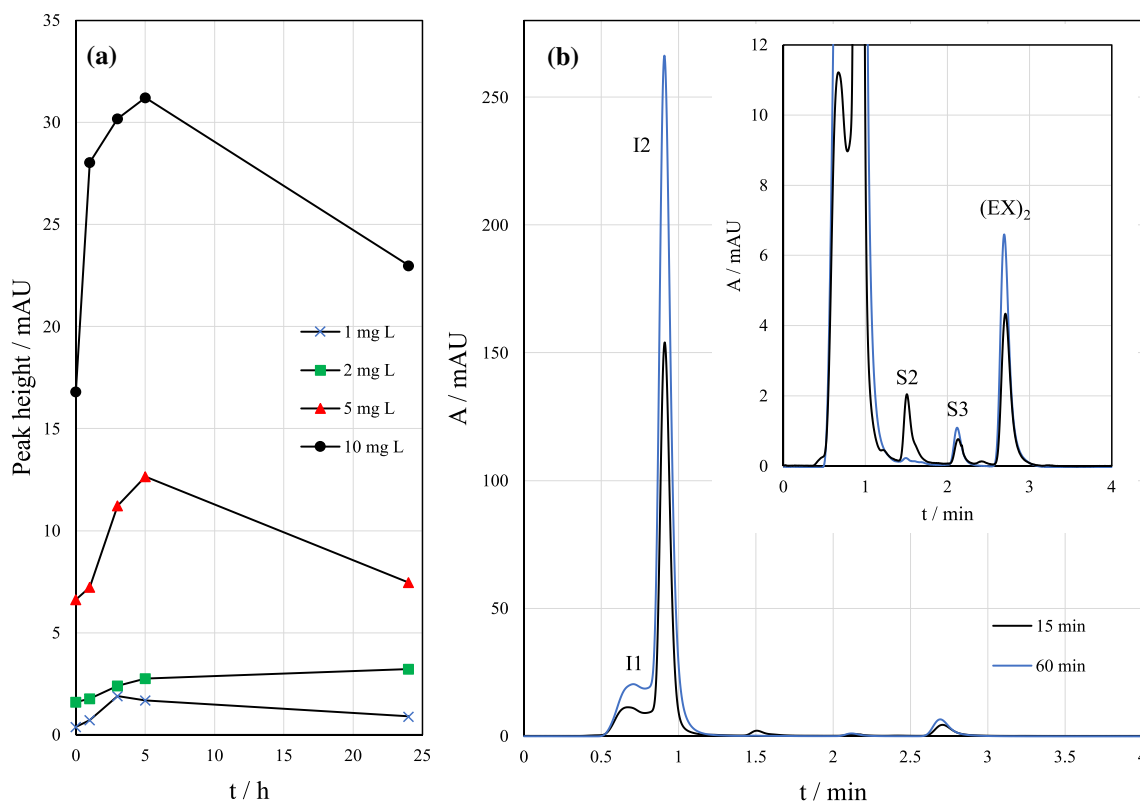 (a)
Peak height / mAU
35
30
25
20
15
10
5
0
1 mg L
2 mg L
5 mg L
10 mg L
0
5
10
15
20
25
t / h
(b)
A / mAU
250
200
150
100
50
0
I2
I1
15 min
60 min
0
0.5
1
1.5
2
2.5
3
3.5
4
t / min
A / mAU
12
10
8
6
4
2
0
S2
S3
(EX)₂
0
1
2
3
4
t / min